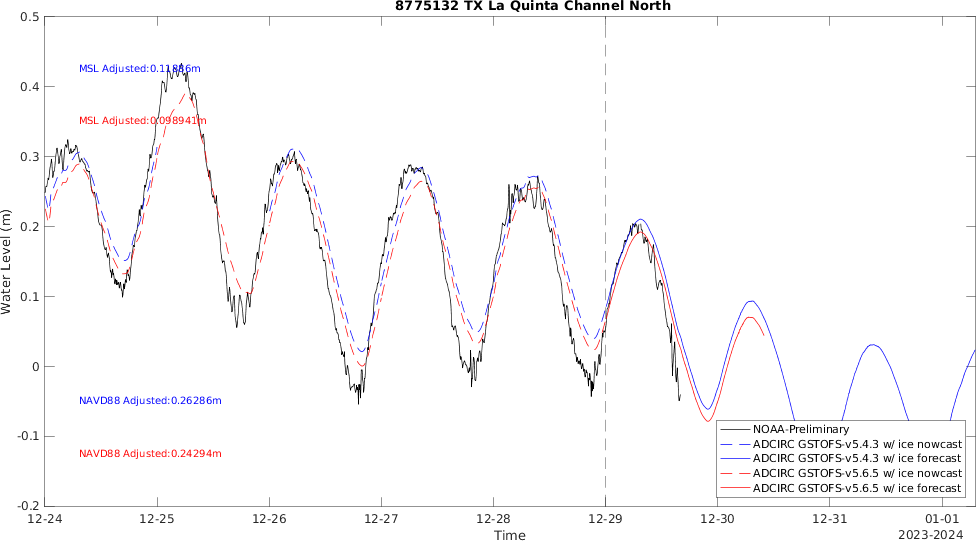 8775132 TX La Quinta Channel North
0.5
0.4
0.3
0.2
0.1
0
-0.1
-0.2
Water Level (m)
MSL Adjusted:0.11886m
MSL Adjusted:0.098941m
NAVD88 Adjusted:0.26286m
NAVD88 Adjusted:0.24294m
NOAA-Preliminary
ADCIRC GSTOFS-v5.4.3 w/ ice nowcast
ADCIRC GSTOFS-v5.4.3 w/ ice forecast
ADCIRC GSTOFS-v5.6.5 w/ ice nowcast
ADCIRC GSTOFS-v5.6.5 w/ ice forecast
12-24 12-25 12-26 12-27 12-28 12-29 12-30 12-31 01-01
Time
2023-2024